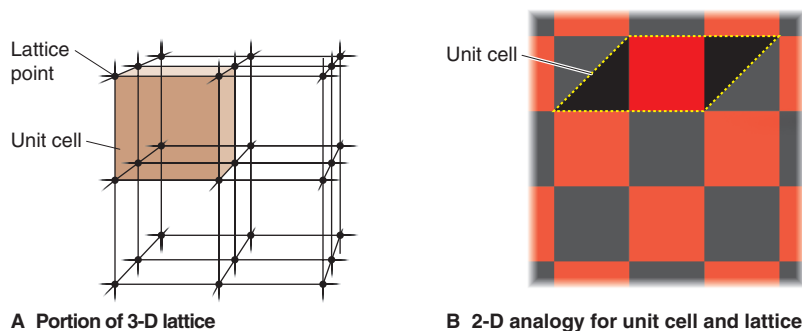 Lattice
point
Unit cell
A Portion of 3-D lattice
Unit cell
B 2-D analogy for unit cell and lattice